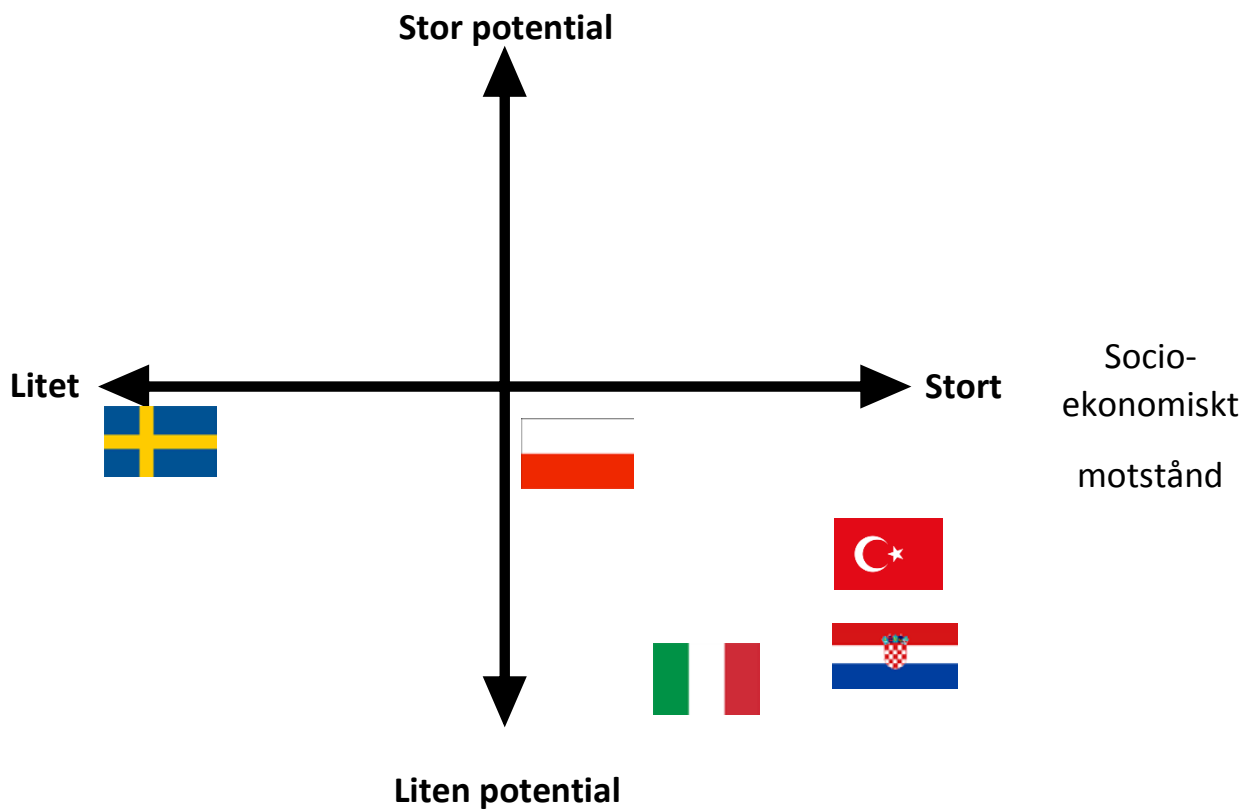 Stor potential
Litet
Stort
Socio-
ekonomiskt
motstånd
Liten potential